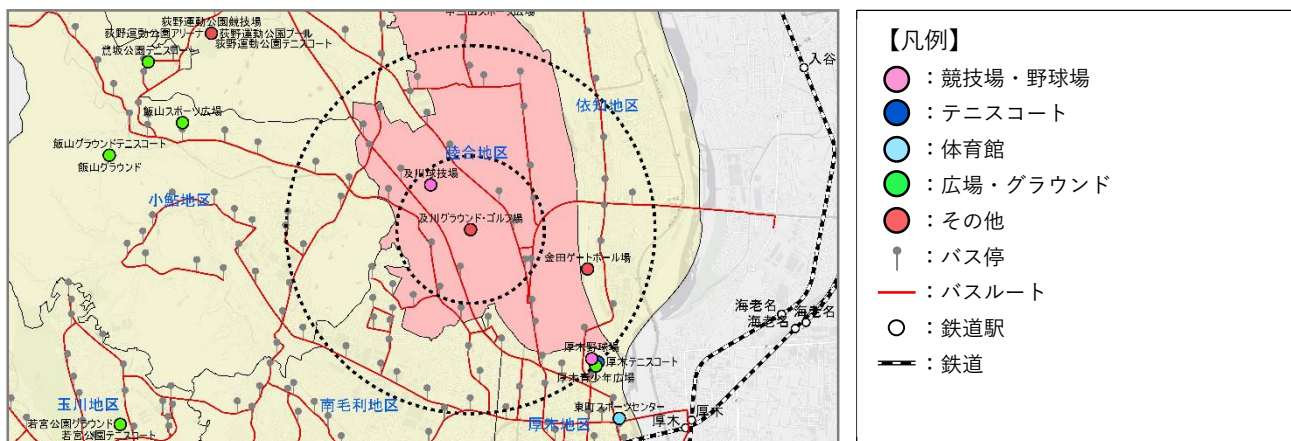 荻野運動公園競技場
荻野運動公園アリーナ
荻野運動公園プール
荻野運動公園テニスコート
鳶坂公園テニスコート
飯山スポーツ広場
飯山グラウンドテニスコート
飯山グラウンド
小鮎地区
依知地区
睦合地区
及川球技場
及川グラウンド・ゴルフ場
金田ゲートボール場
入谷
海老名
海老名
海老名
厚木野球場
厚木テニスコート
厚木青少年広場
玉川地区
若宮公園グラウンド
若宮公園テニスコート
南毛利地区
厚木地区
東町スポーツセンター
厚木
厚木
【凡例】
：競技場・野球場
：テニスコート
：体育館
：広場・グラウンド
：その他
：バス停
：バスルート
：鉄道駅
：鉄道